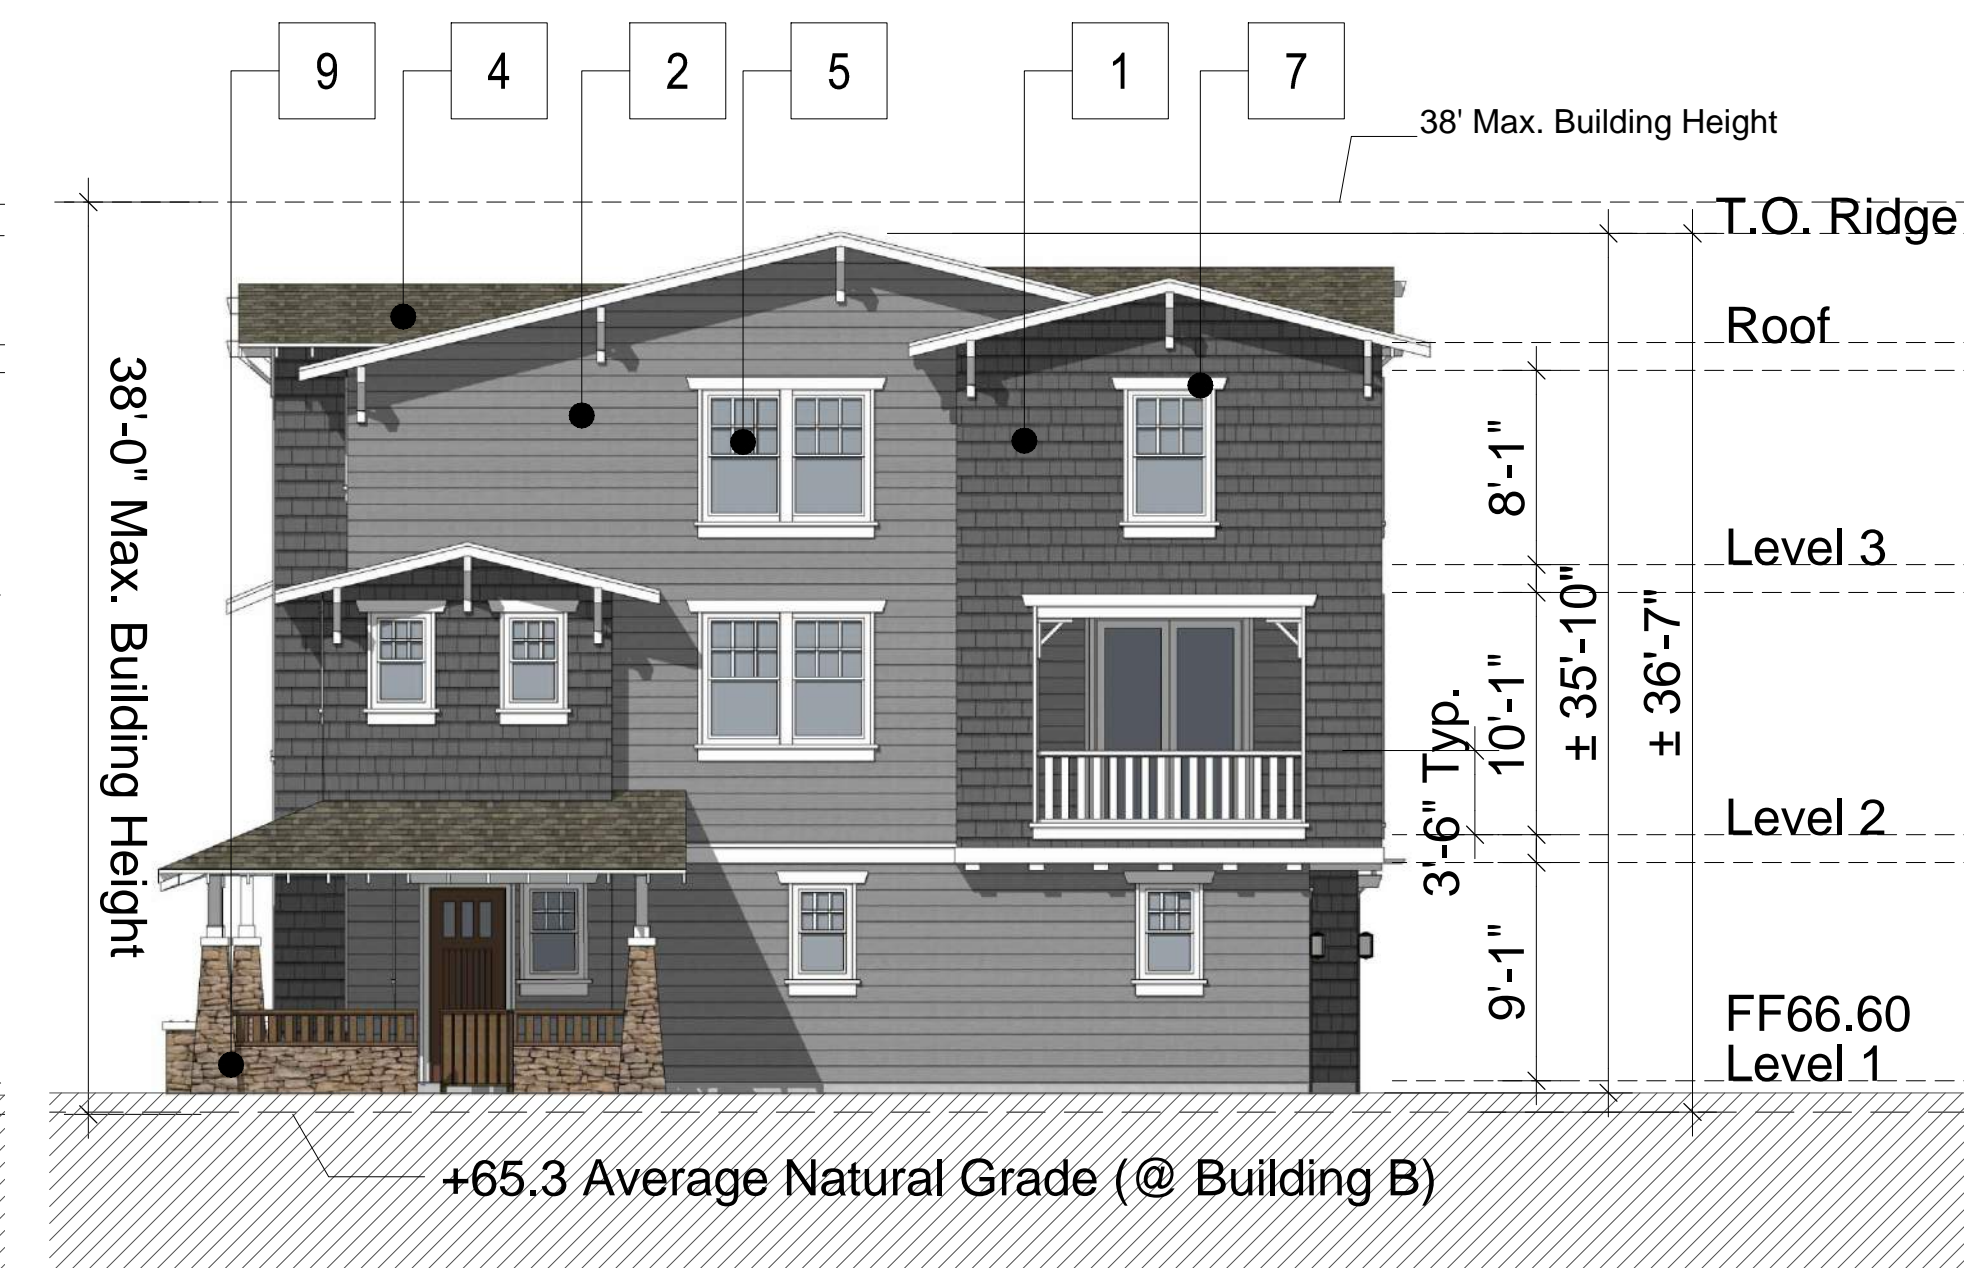 9
4
2
5
1
7
38' Max. Building Height
T.O. Ridge
Roof
38'-0" Max. Building Height
8'-1"
Level 3
± 35'-10"
± 36'-7"
10'-1"
3'-6" Typ.
Level 2
9'-1"
FF66.60
Level 1
+65.3 Average Natural Grade (@ Building B)